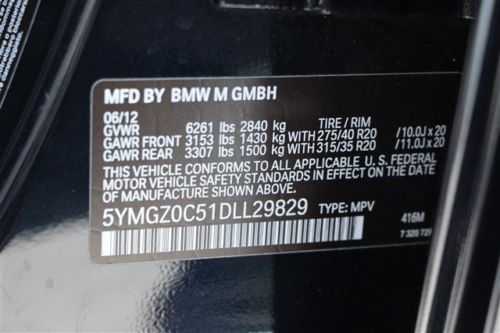 MFD BY BMW M GMBH
06/12
GVWR 6261 lbs 2840 kg TIRE / RIM
GAWR FRONT 3153 lbs 1430 kg WITH 275/40 R20 /10.0J x 20
GAWR REAR 3307 lbs 1500 kg WITH 315/35 R20 /11.0J x 20
THIS VEHICLE CONFORMS TO ALL APPLICABLE U. S. FEDERAL
MOTOR VEHICLE SAFETY STANDARDS IN EFFECT ON THE
DATE OF MANUFACTURE SHOWN ABOVE.
5YMGZ0C51DLL29829 TYPE: MPV
416M
7 320 729